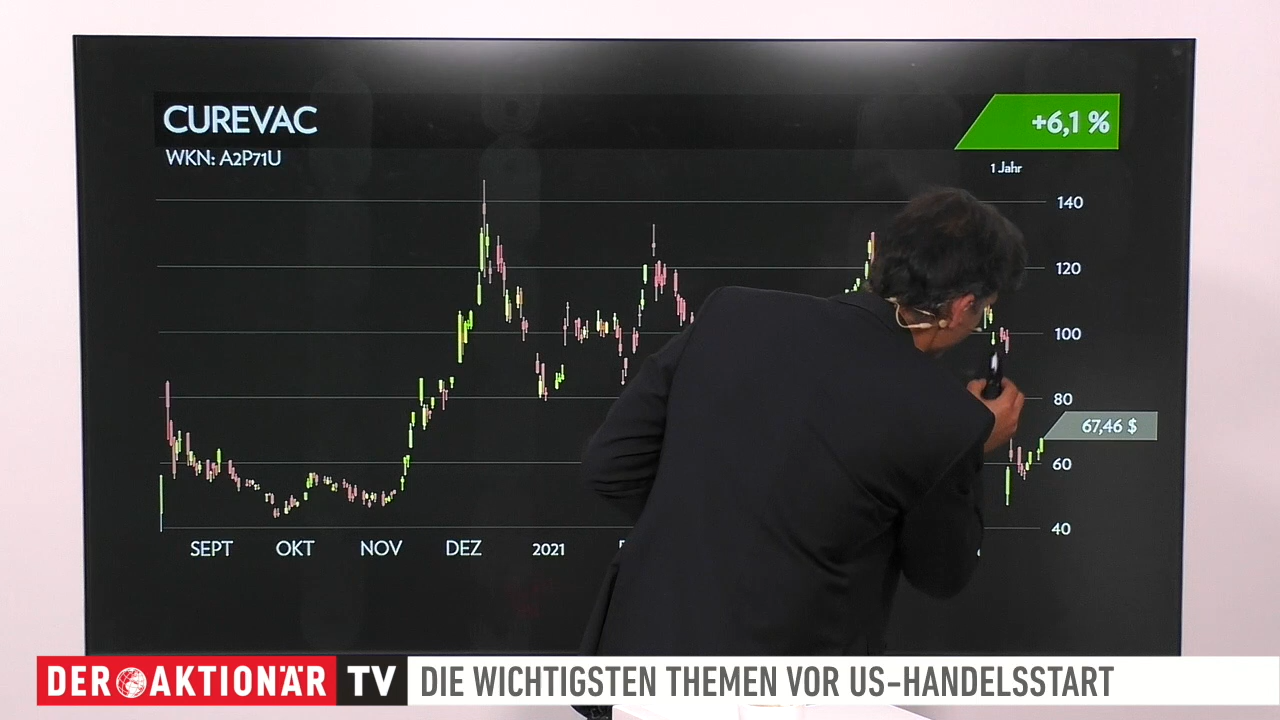 CUREVAC
+6,1 %
WKN: A2P71U
1 Jahr
140
120
100
80
67,46 $
60
40
SEPT OKT NOV DEZ 2021
DER AKTIONÄR TV DIE WICHTIGSTEN THEMEN VOR US-HANDELSSTART